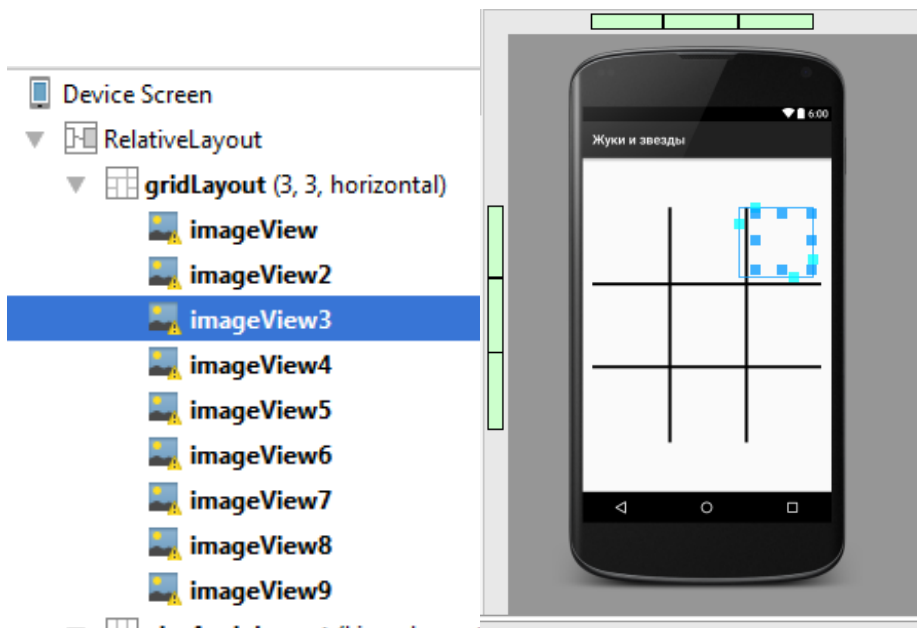 Device Screen
RelativeLayout
gridLayout (3, 3, horizontal)
imageView
imageView2
imageView3
imageView4
imageView5
imageView6
imageView7
imageView8
imageView9
6:00
Жуки и звезды